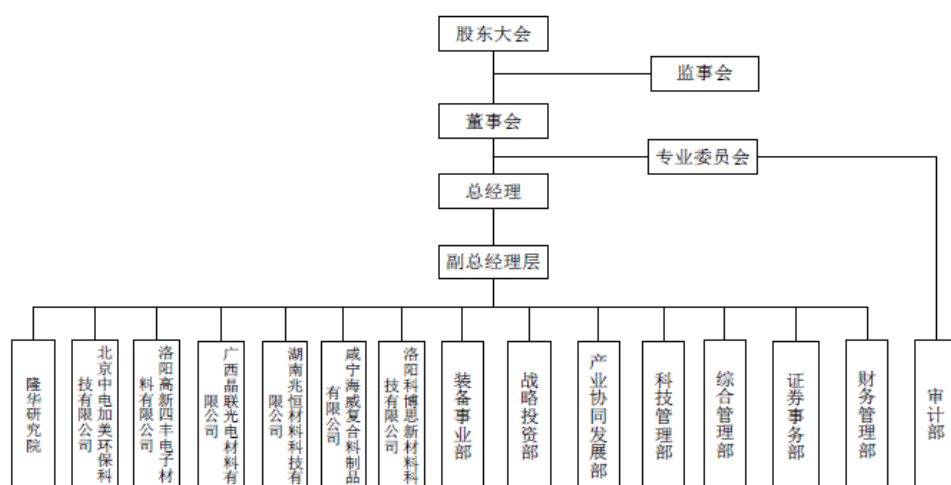 股东大会
监事会
董事会
专业委员会
总经理
副总经理层
隆华研究院
北京中电加美环保科
技有限公司
洛阳高新四丰电子材
料有限公司
广西晶联光电材料有
限公司
湖南兆恒材料科技有
限公司
咸宁海威复合料制品
有限公司
洛阳科博思新材料科
技有限公司
装备事业部
战略投资部
产业协同发展部
科技管理部
综合管理部
证券事务部
财务管理部
审计部